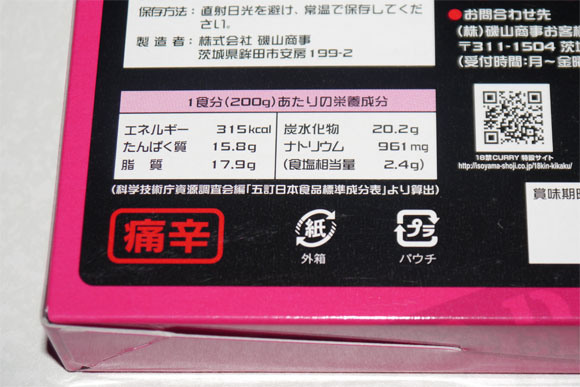 保存方法：直射日光を避け、常温で保存してくださ
い。
製造者：株式会社 磯山商事
茨城県鉾田市安房199-2
●お問合わせ先
(株)磯山商事お客
〒311-1504 茨
(受付時間:月～金
1食分(200g)あたりの栄養成分
エネルギー 315kcal
たんぱく質 15.8g
脂質 17.9g
炭水化物 20.2g
ナトリウム 961mg
(食塩相当量 2.4g)
(科学技術庁資源調査会編「五訂日本食品標準成分表」より算出)
18禁CURRY 特設サイト
http://isoyama-shoji.co.jp/18kin-kikaku/
賞味期
痛辛
紙
外箱
プラ
パウチ